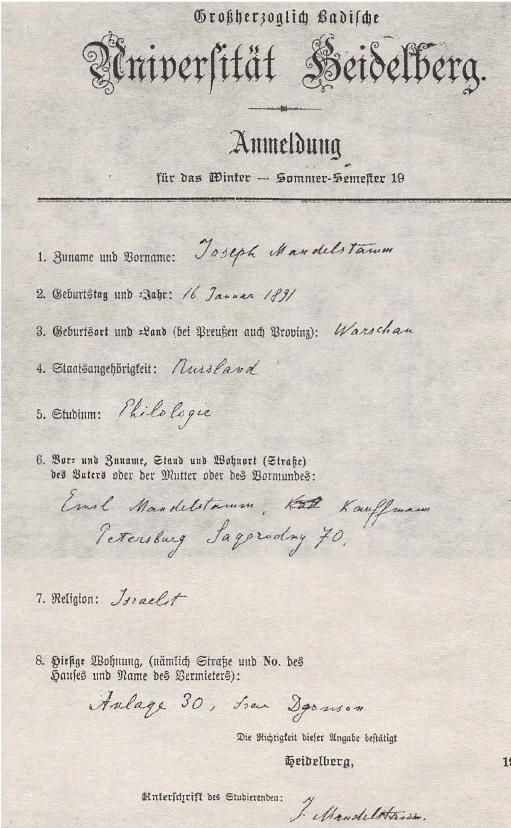 Großherzoglich Badische
Universität Heidelberg.
Anmeldung
für das Winter — Sommer-Semester 19
1. Zuname und Vorname: Joseph Mandelstamm
2. Geburtstag und =Jahr: 16 Januar 1891
3. Geburtsort und =Land (bei Preußen auch Provinz): Warschau
4. Staatsangehörigkeit: Russland
5. Studium: Philologie
6. Vor= und Zuname, Stand und Wohnort (Straße)
des Vaters oder der Mutter oder des Vormundes:
Emil Mandelstamm, Kauffmann
Petersburg Sagorodny 70.
7. Religion: Israelst
8. Hiesige Wohnung, (nämlich Straße und No. des
Hauses und Name des Vermieters):
Anlage 30, Frau
Die Richtigkeit dieser Angabe bestätigt
Heidelberg, 19
Unterschrift des Studierenden: J. Mandelstamm.